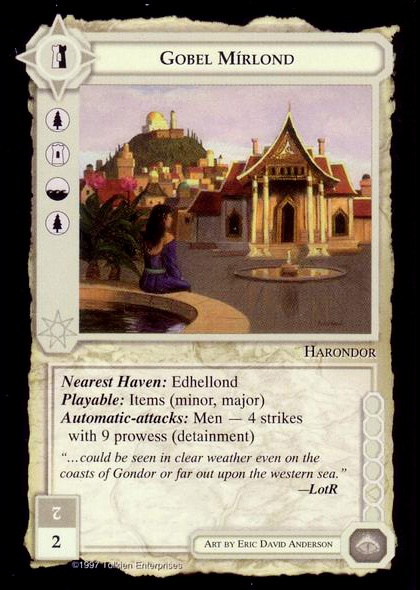 GOBEL MÍRLOND
HARONDOR
Nearest Haven: Edhellond
Playable: Items (minor, major)
Automatic-attacks: Men — 4 strikes
with 9 prowess (detainment)
“…could be seen in clear weather even on the
coasts of Gondor or far out upon the western sea.”
—LotR
2
2
ART BY ERIC DAVID ANDERSON
©1997 Tolkien Enterprises